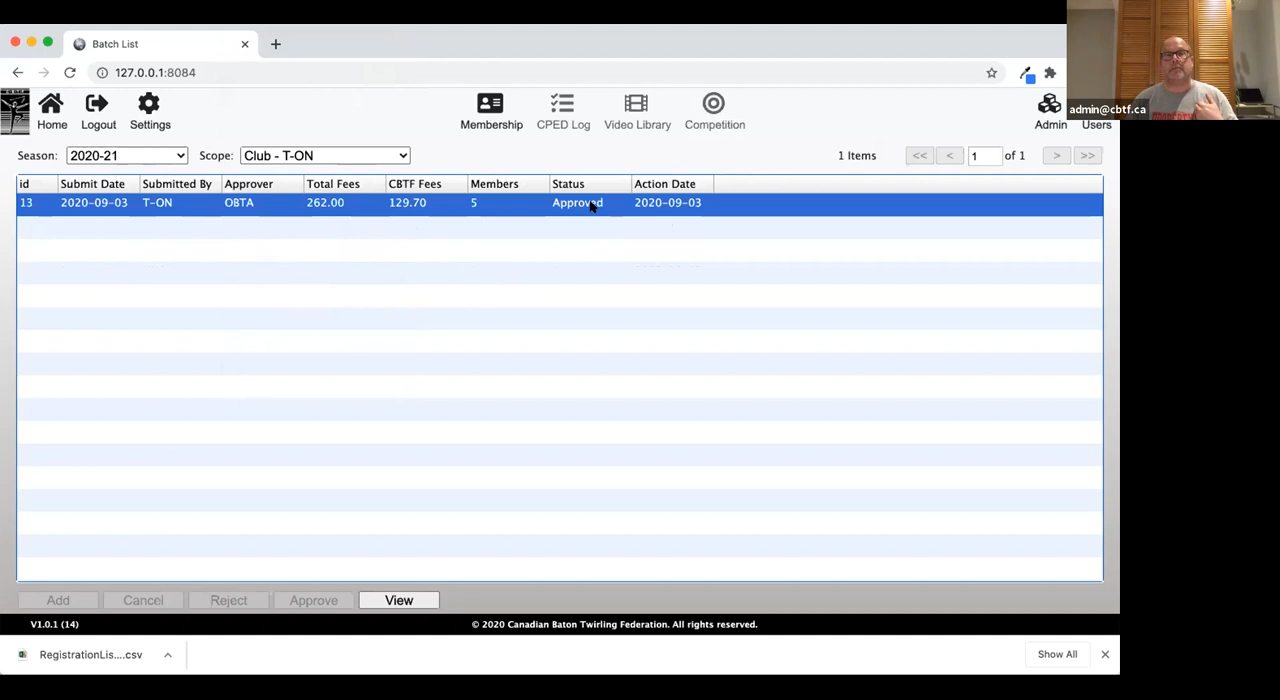 Batch List
127.0.0.1:8084
admin@cbtf.ca
Home Logout Settings Membership CPED Log Video Library Competition Admin Users
Season: 2020-21 Scope: Club - T-ON 1 Items << < 1 of 1 > >>
id Submit Date Submitted By Approver Total Fees CBTF Fees Members Status Action Date
13 2020-09-03 T-ON OBTA 262.00 129.70 5 Approved 2020-09-03
Add Cancel Reject Approve View
V1.0.1 (14) © 2020 Canadian Baton Twirling Federation. All rights reserved.
RegistrationLis....csv Show All